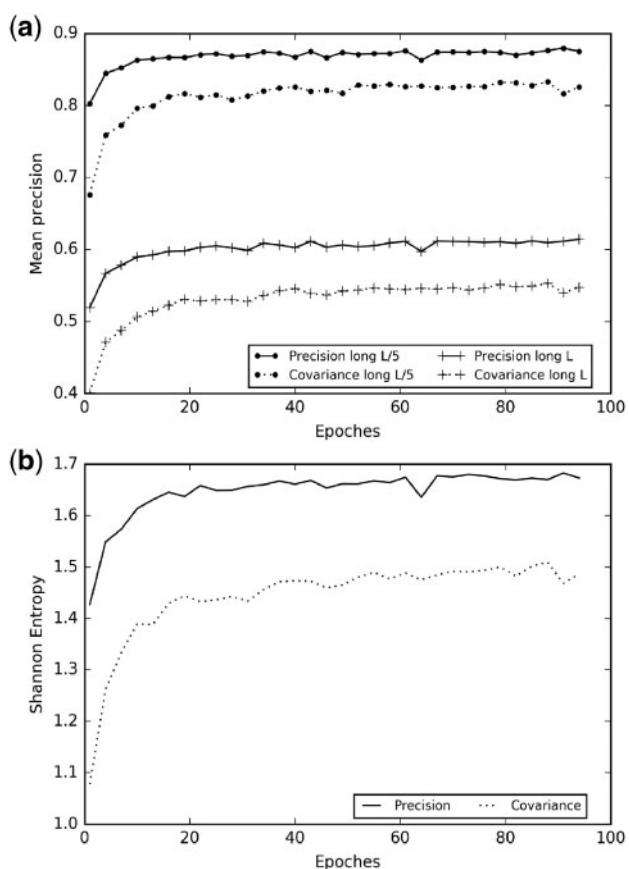 (a)
0.9
0.8
0.7
0.6
0.5
0.4
Mean precision
Precision long L/5
Covariance long L/5
Precision long L
Covariance long L
0 20 40 60 80 100
Epoches
(b)
1.7
1.6
1.5
1.4
1.3
1.2
1.1
1.0
Shannon Entropy
Precision
Covariance
0 20 40 60 80 100
Epoches